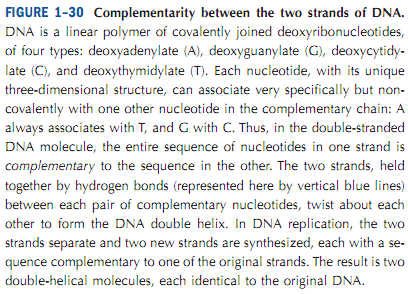 FIGURE 1–30 Complementarity between the two strands of DNA.
DNA is a linear polymer of covalently joined deoxyribonucleotides,
of four types: deoxyadenylate (A), deoxyguanylate (G), deoxycytidy-
late (C), and deoxythymidylate (T). Each nucleotide, with its unique
three-dimensional structure, can associate very specifically but non-
covalently with one other nucleotide in the complementary chain: A
always associates with T, and G with C. Thus, in the double-stranded
DNA molecule, the entire sequence of nucleotides in one strand is
complementary to the sequence in the other. The two strands, held
together by hydrogen bonds (represented here by vertical blue lines)
between each pair of complementary nucleotides, twist about each
other to form the DNA double helix. In DNA replication, the two
strands separate and two new strands are synthesized, each with a se-
quence complementary to one of the original strands. The result is two
double-helical molecules, each identical to the original DNA.